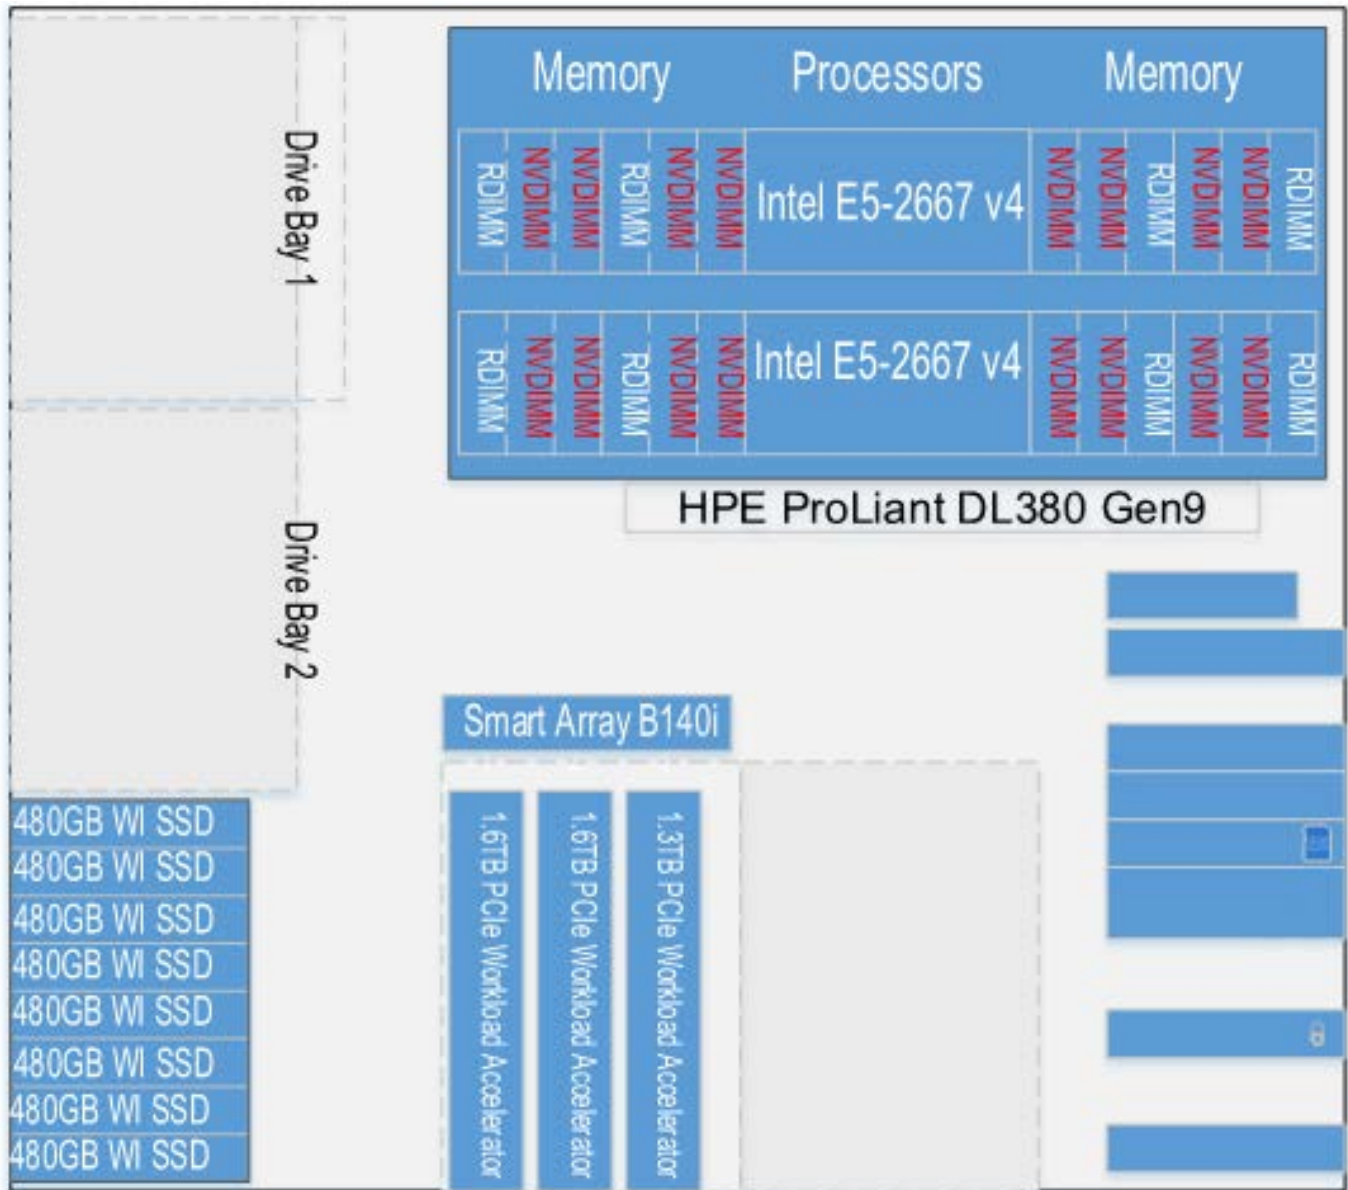 Memory Processors Memory
RDIMM NVDIMM NVDIMM RDIMM NVDIMM NVDIMM Intel E5-2667 v4 NVDIMM NVDIMM RDIMM NVDIMM NVDIMM RDIMM
RDIMM NVDIMM NVDIMM RDIMM NVDIMM NVDIMM Intel E5-2667 v4 NVDIMM NVDIMM RDIMM NVDIMM NVDIMM RDIMM
HPE ProLiant DL380 Gen9
Drive Bay 1
Drive Bay 2
Smart Array B140i
480GB WI SSD
480GB WI SSD
480GB WI SSD
480GB WI SSD
480GB WI SSD
480GB WI SSD
480GB WI SSD
480GB WI SSD
1.6TB PCIe Workload Accelerator
1.6TB PCIe Workload Accelerator
1.3TB PCIe Workload Accelerator